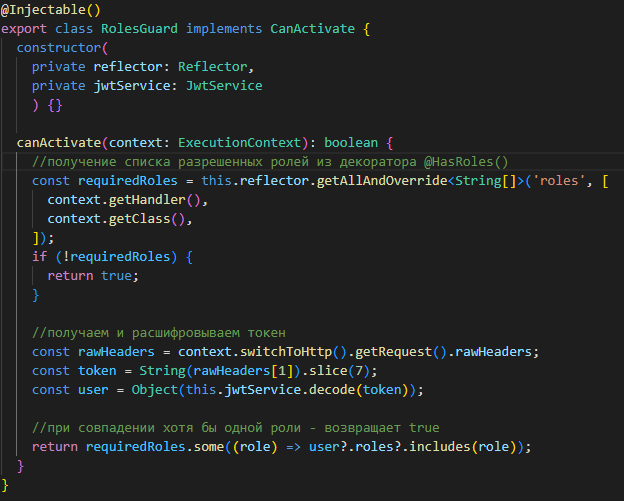 @Injectable()
export class RolesGuard implements CanActivate {
  constructor(
    private reflector: Reflector,
    private jwtService: JwtService
    ) {}

  canActivate(context: ExecutionContext): boolean {
    //получение списка разрешенных ролей из декоратора @HasRoles()
    const requiredRoles = this.reflector.getAllAndOverride<String[]>('roles', [
      context.getHandler(),
      context.getClass(),
    ]);
    if (!requiredRoles) {
      return true;
    }

    //получаем и расшифровываем токен
    const rawHeaders = context.switchToHttp().getRequest().rawHeaders;
    const token = String(rawHeaders[1]).slice(7);
    const user = Object(this.jwtService.decode(token));

    //при совпадении хотя бы одной роли - возвращает true
    return requiredRoles.some((role) => user?.roles?.includes(role));
  }
}